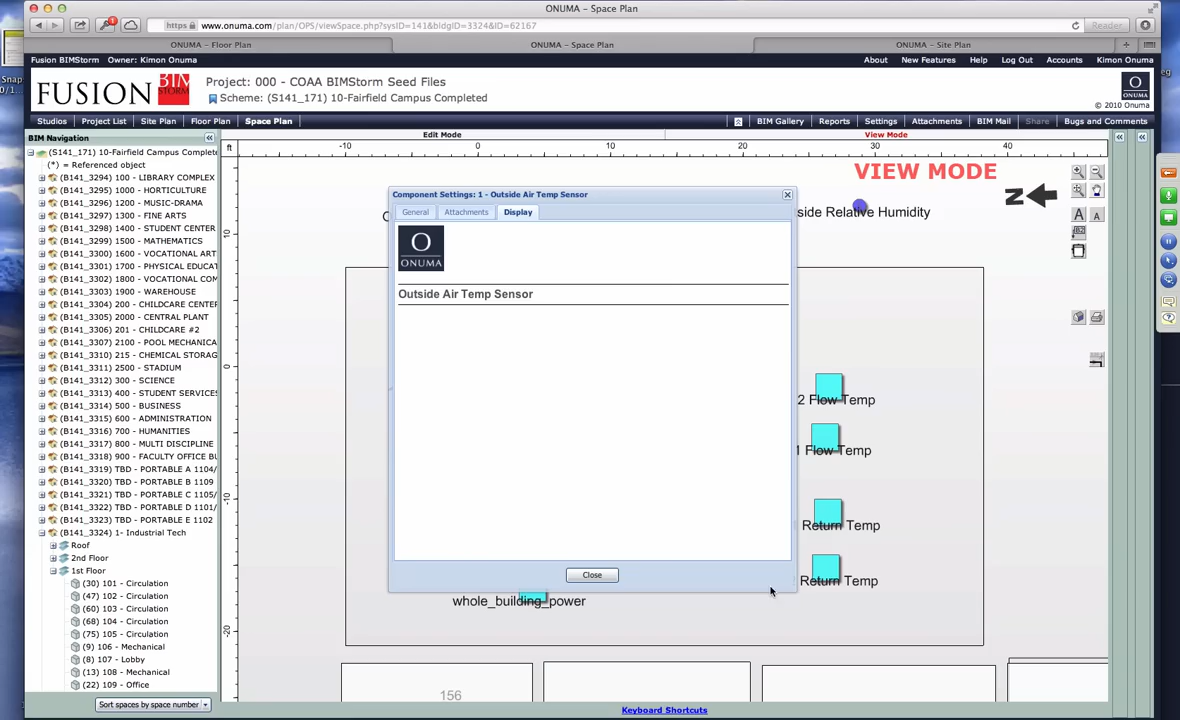 ONUMA – Space Plan
https www.onuma.com/plan/OPS/viewSpace.php?sysID=141&bldgID=3324&ID=62167
Reader
ONUMA – Floor Plan
ONUMA – Space Plan
ONUMA – Site Plan
Fusion BIMStorm Owner: Kimon Onuma
About New Features Help Log Out Accounts Kimon Onuma
FUSION BIM STORM
Project: 000 - COAA BIMStorm Seed Files
Scheme: (S141_171) 10-Fairfield Campus Completed
© 2010 Onuma
Studios Project List Site Plan Floor Plan Space Plan
BIM Gallery Reports Settings Attachments BIM Mail Share Bugs and Comments
BIM Navigation
Edit Mode
View Mode
ft
-10 0 20 30 40
VIEW MODE
(S141_171) 10-Fairfield Campus Complete
(*) = Referenced object
(B141_3294) 100 - LIBRARY COMPLEX
(B141_3295) 1000 - HORTICULTURE
(B141_3296) 1200 - MUSIC-DRAMA
(B141_3297) 1300 - FINE ARTS
(B141_3298) 1400 - STUDENT CENTER
(B141_3299) 1500 - MATHEMATICS
(B141_3300) 1600 - VOCATIONAL ART
(B141_3301) 1700 - PHYSICAL EDUCAT
(B141_3302) 1800 - VOCATIONAL COM
(B141_3303) 1900 - WAREHOUSE
(B141_3304) 200 - CHILDCARE CENTER
(B141_3305) 2000 - CENTRAL PLANT
(B141_3306) 201 - CHILDCARE #2
(B141_3307) 2100 - POOL MECHANICA
(B141_3310) 215 - CHEMICAL STORAG
(B141_3311) 2500 - STADIUM
(B141_3312) 300 - SCIENCE
(B141_3313) 400 - STUDENT SERVICES
(B141_3314) 500 - BUSINESS
(B141_3315) 600 - ADMINISTRATION
(B141_3316) 700 - HUMANITIES
(B141_3317) 800 - MULTI DISCIPLINE
(B141_3318) 900 - FACULTY OFFICE BU
(B141_3319) TBD - PORTABLE A 1104/
(B141_3320) TBD - PORTABLE B 1109
(B141_3321) TBD - PORTABLE C 1105/
(B141_3322) TBD - PORTABLE D 1101/
(B141_3323) TBD - PORTABLE E 1102
(B141_3324) 1- Industrial Tech
Roof
2nd Floor
1st Floor
(30) 101 - Circulation
(47) 102 - Circulation
(60) 103 - Circulation
(68) 104 - Circulation
(75) 105 - Circulation
(9) 106 - Mechanical
(8) 107 - Lobby
(13) 108 - Mechanical
(22) 109 - Office
Sort spaces by space number
Component Settings: 1 - Outside Air Temp Sensor
General Attachments Display
O
ONUMA
Outside Air Temp Sensor
Close
side Relative Humidity
N
A A
10
0
-10
-20
2 Flow Temp
1 Flow Temp
Return Temp
Return Temp
whole_building_power
156
Keyboard Shortcuts